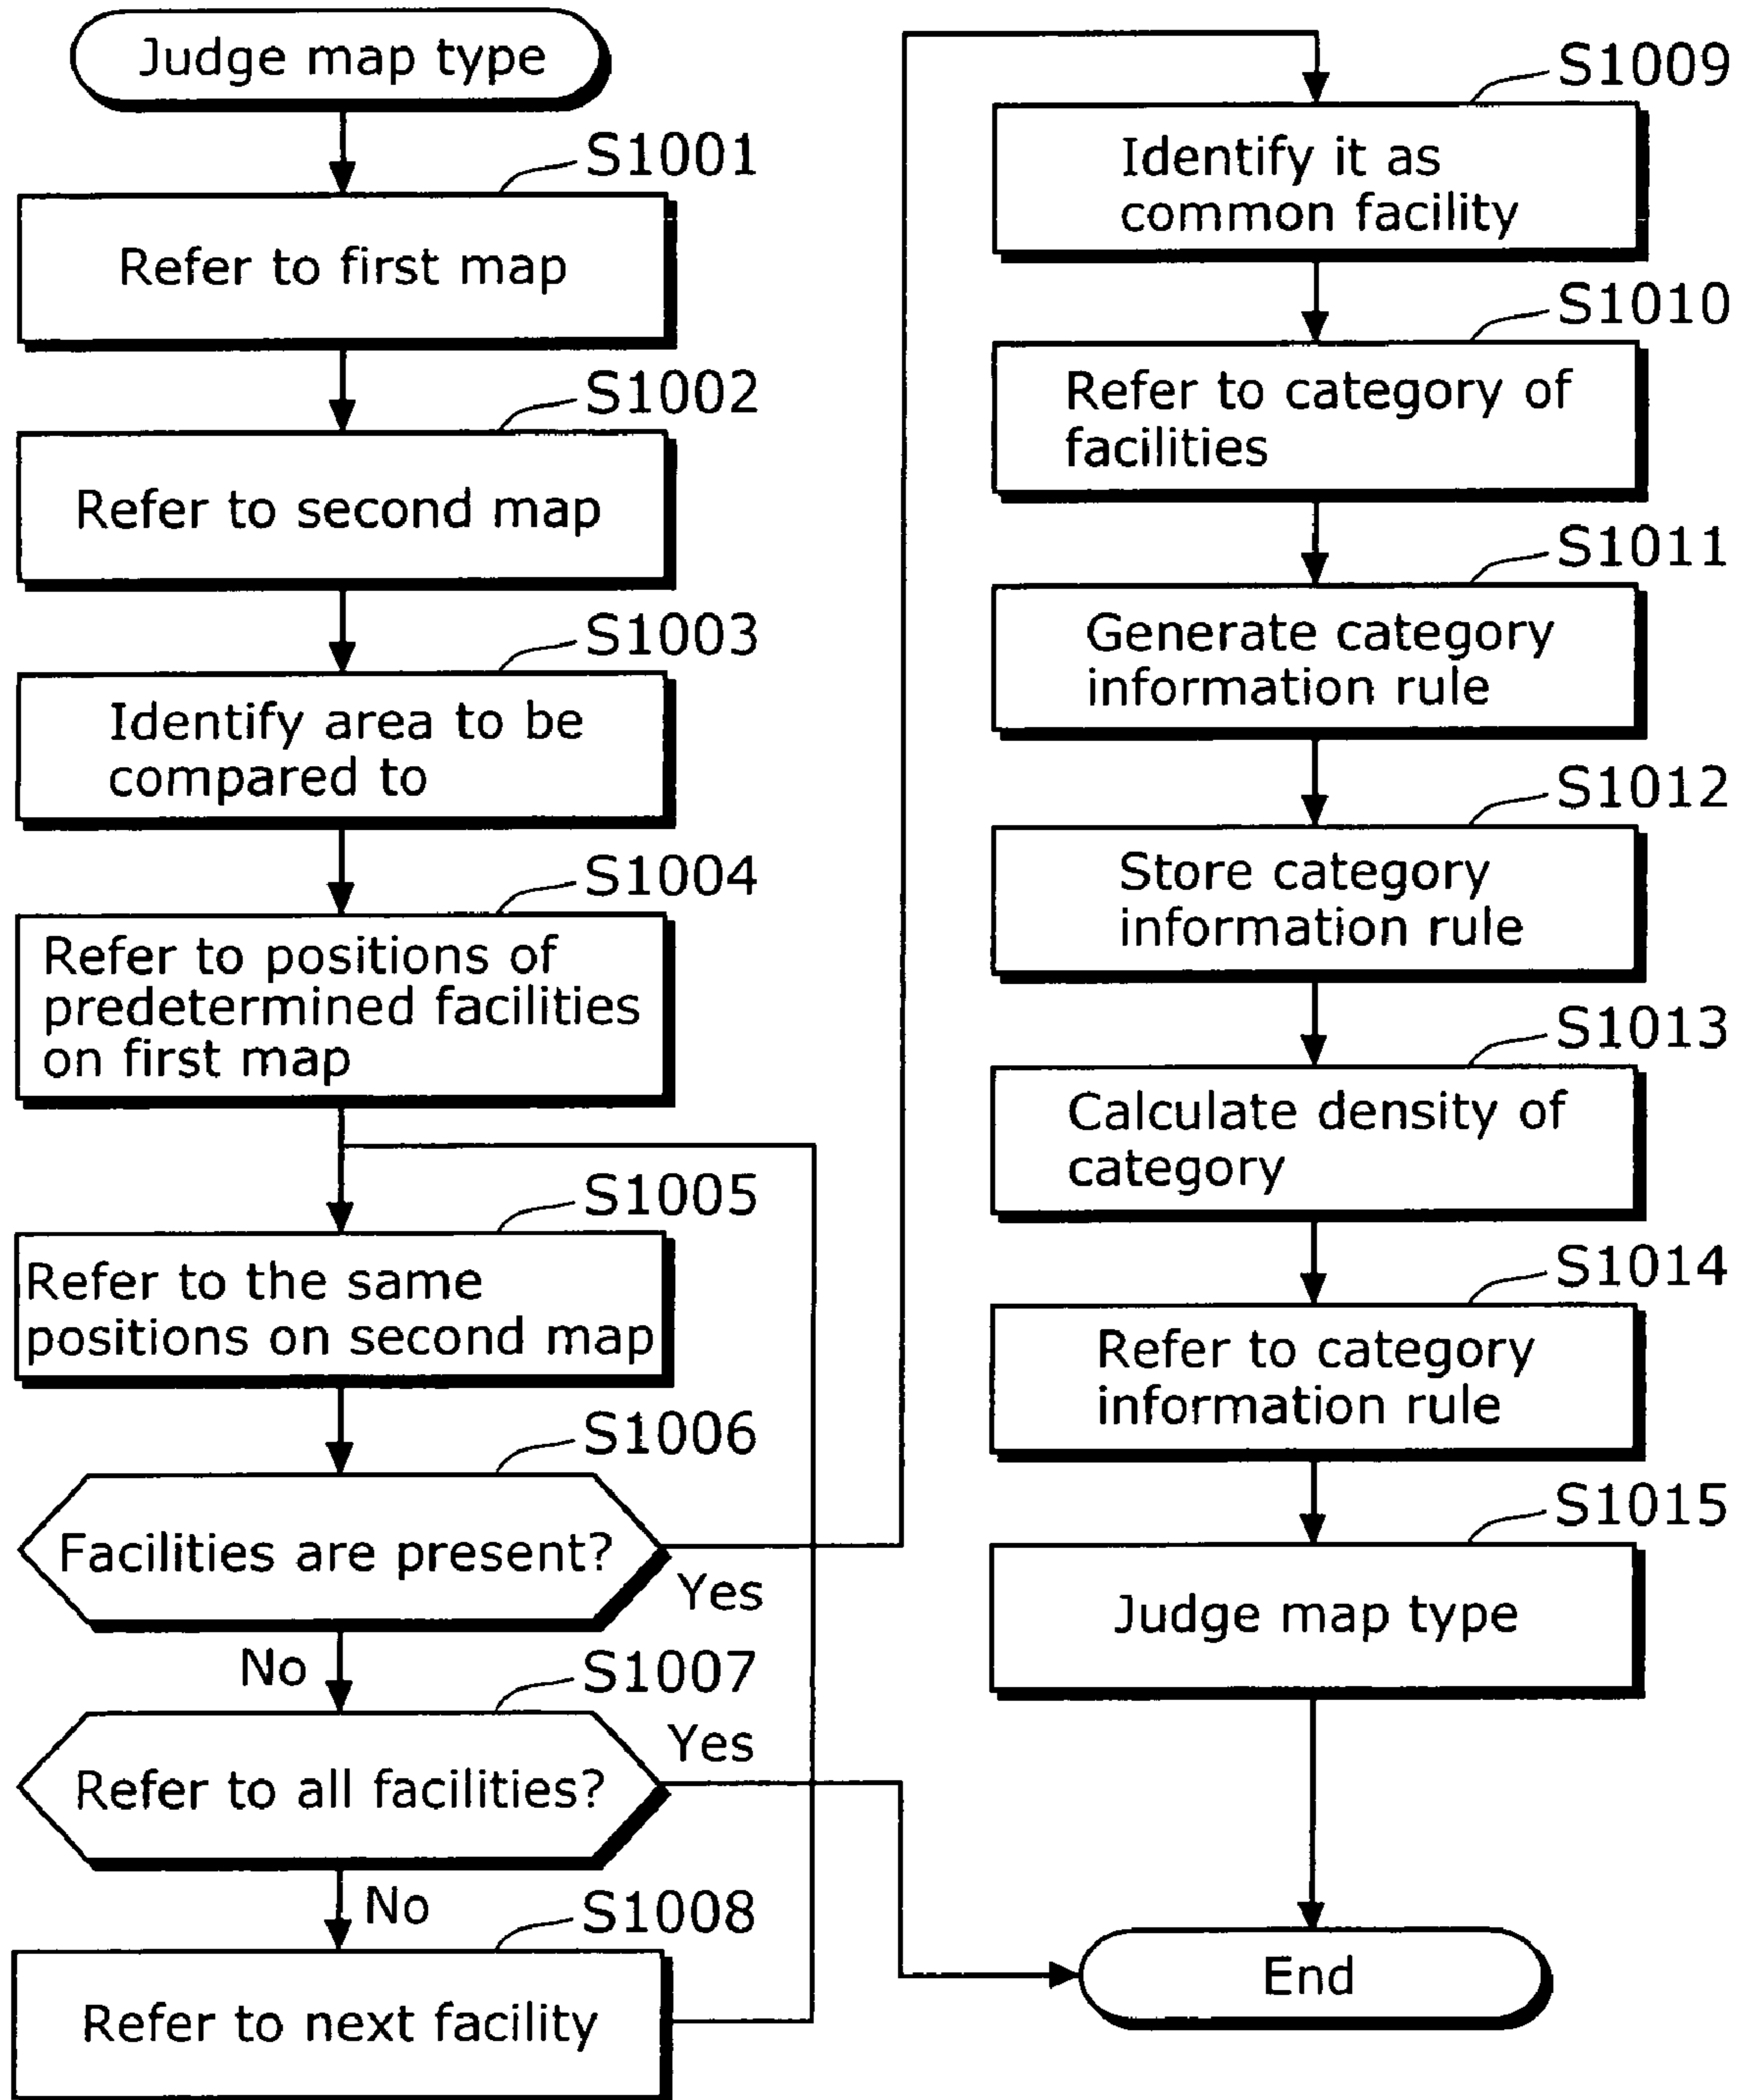 Judge map type
S1001
Refer to first map
S1002
Refer to second map
S1003
Identify area to be
compared to
S1004
Refer to positions of
predetermined facilities
on first map
S1005
Refer to the same
positions on second map
S1006
Facilities are present?
Yes
No
S1007
Refer to all facilities?
Yes
No
S1008
Refer to next facility
S1009
Identify it as
common facility
S1010
Refer to category of
facilities
S1011
Generate category
information rule
S1012
Store category
information rule
S1013
Calculate density of
category
S1014
Refer to category
information rule
S1015
Judge map type
End